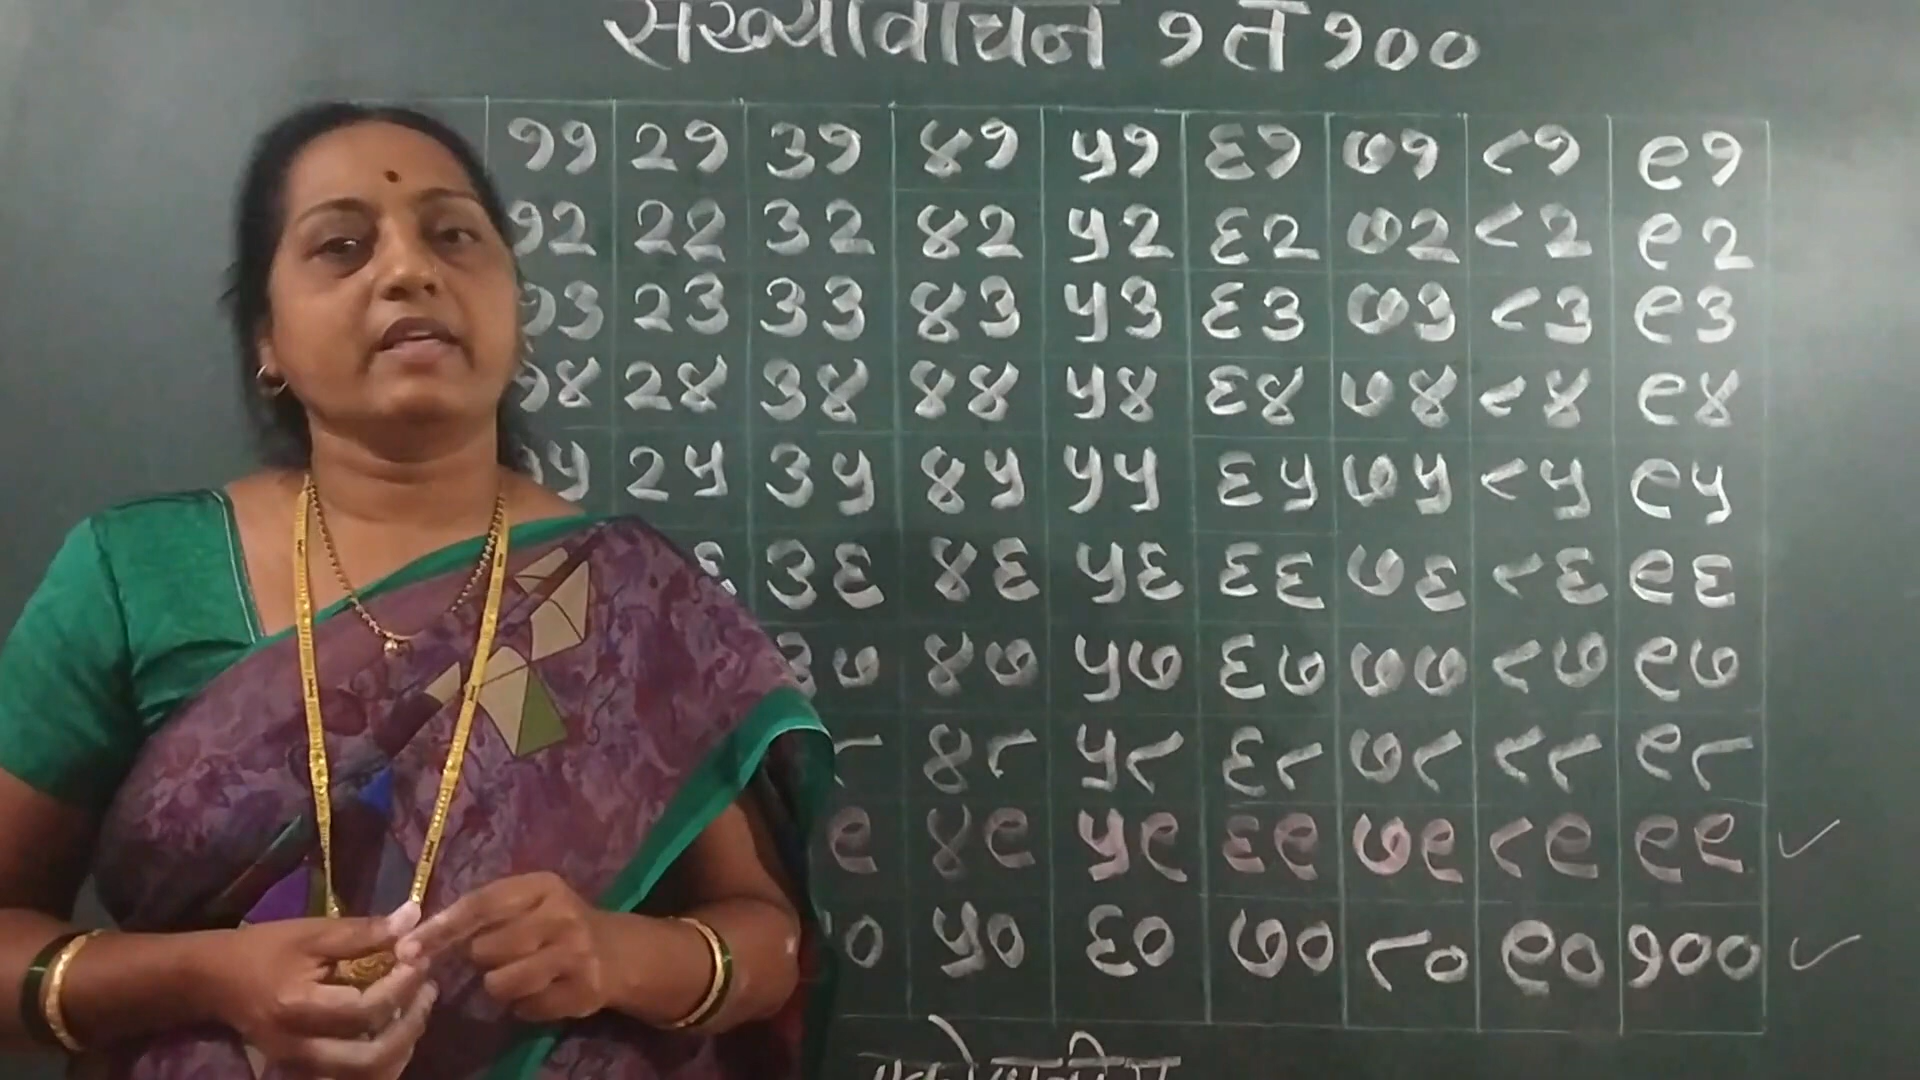 संख्यावाचन १ ते १००
११ २१ ३१ ४१ ५१ ६१ ७१ ८१ ९१
१२ २२ ३२ ४२ ५२ ६२ ७२ ८२ ९२
१३ २३ ३३ ४३ ५३ ६३ ७३ ८३ ९३
१४ २४ ३४ ४४ ५४ ६४ ७४ ८४ ९४
१५ २५ ३५ ४५ ५५ ६५ ७५ ८५ ९५
३६ ४६ ५६ ६६ ७६ ८६ ९६
३७ ४७ ५७ ६७ ७७ ८७ ९७
४८ ५८ ६८ ७८ ८८ ९८
४९ ५९ ६९ ७९ ८९ ९९
५० ६० ७० ८० ९० १००